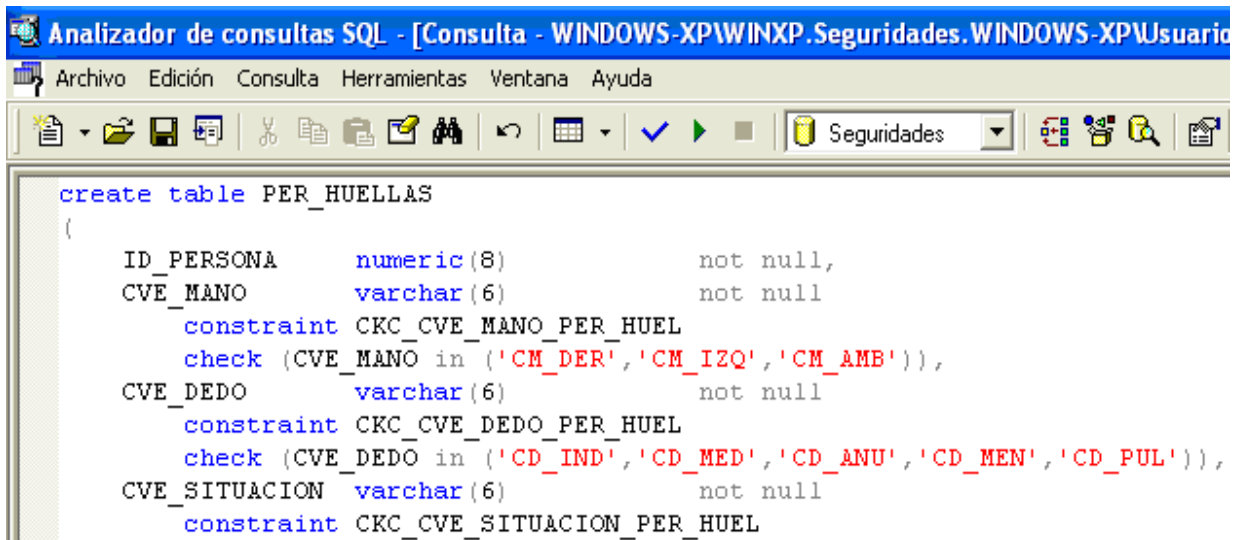 Analizador de consultas SQL - [Consulta - WINDOWS-XP\WINXP.Seguridades.WINDOWS-XP\Usuario
Archivo Edición Consulta Herramientas Ventana Ayuda
Seguridades
create table PER_HUELLAS
(
ID_PERSONA numeric(8) not null,
CVE_MANO varchar(6) not null
constraint CKC_CVE_MANO_PER_HUEL
check (CVE_MANO in ('CM_DER','CM_IZQ','CM_AMB')),
CVE_DEDO varchar(6) not null
constraint CKC_CVE_DEDO_PER_HUEL
check (CVE_DEDO in ('CD_IND','CD_MED','CD_ANU','CD_MEN','CD_PUL')),
CVE_SITUACION varchar(6) not null
constraint CKC_CVE_SITUACION_PER_HUEL